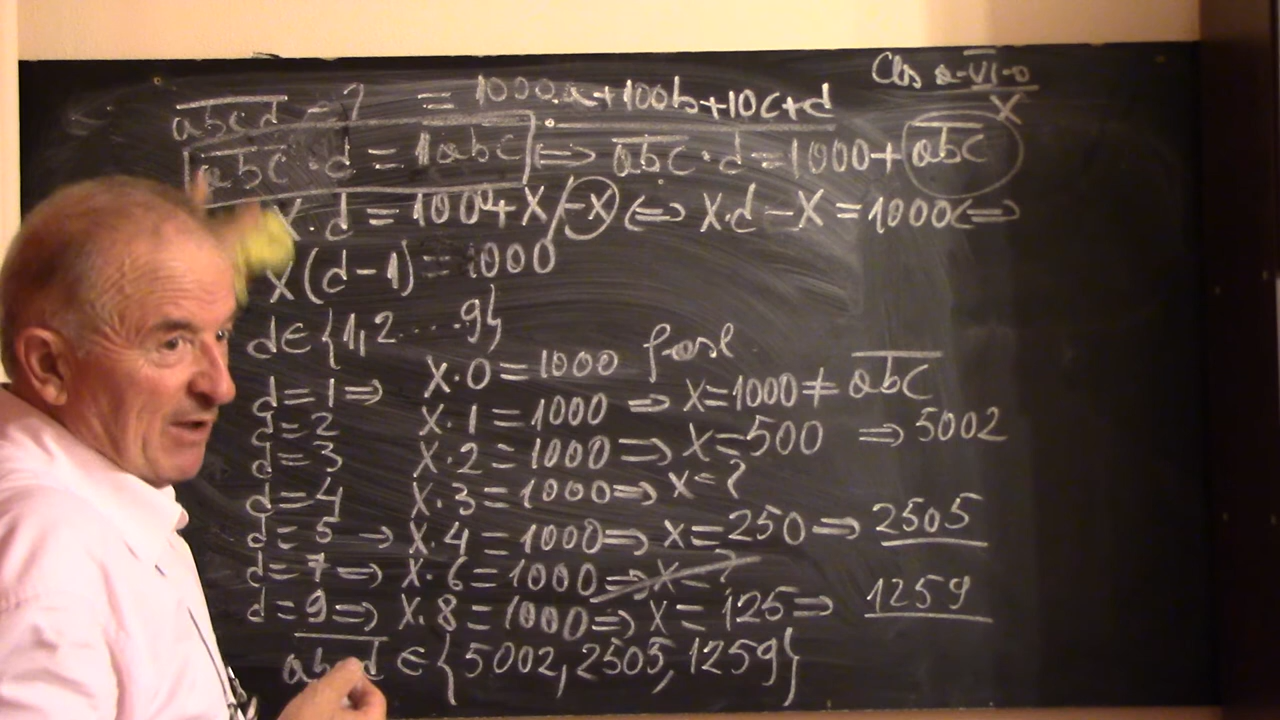 Cls a-VI-a
abcd = ? = 1000a+100b+10c+d
abc·d = 1abc ⟺ abc·d=1000+abc X
X·d = 1000+X /-X ⟺ X·d-X=1000⟺
X(d-1)=1000
d∈{1,2....9}
d=1⇒ X·0=1000 fasl
d=2 X·1=1000 ⇒ X=1000≠abc
d=3 X·2=1000⇒ X=500 ⇒5002
d=4 X·3=1000⇒ X=?
d=5 → X·4=1000⇒ X=250⇒ 2505
d=7⇒ X·6=1000⇒X=?
d=9⇒ X·8=1000⇒ X=125⇒ 1259
abcd ∈{5002,2505,1259}